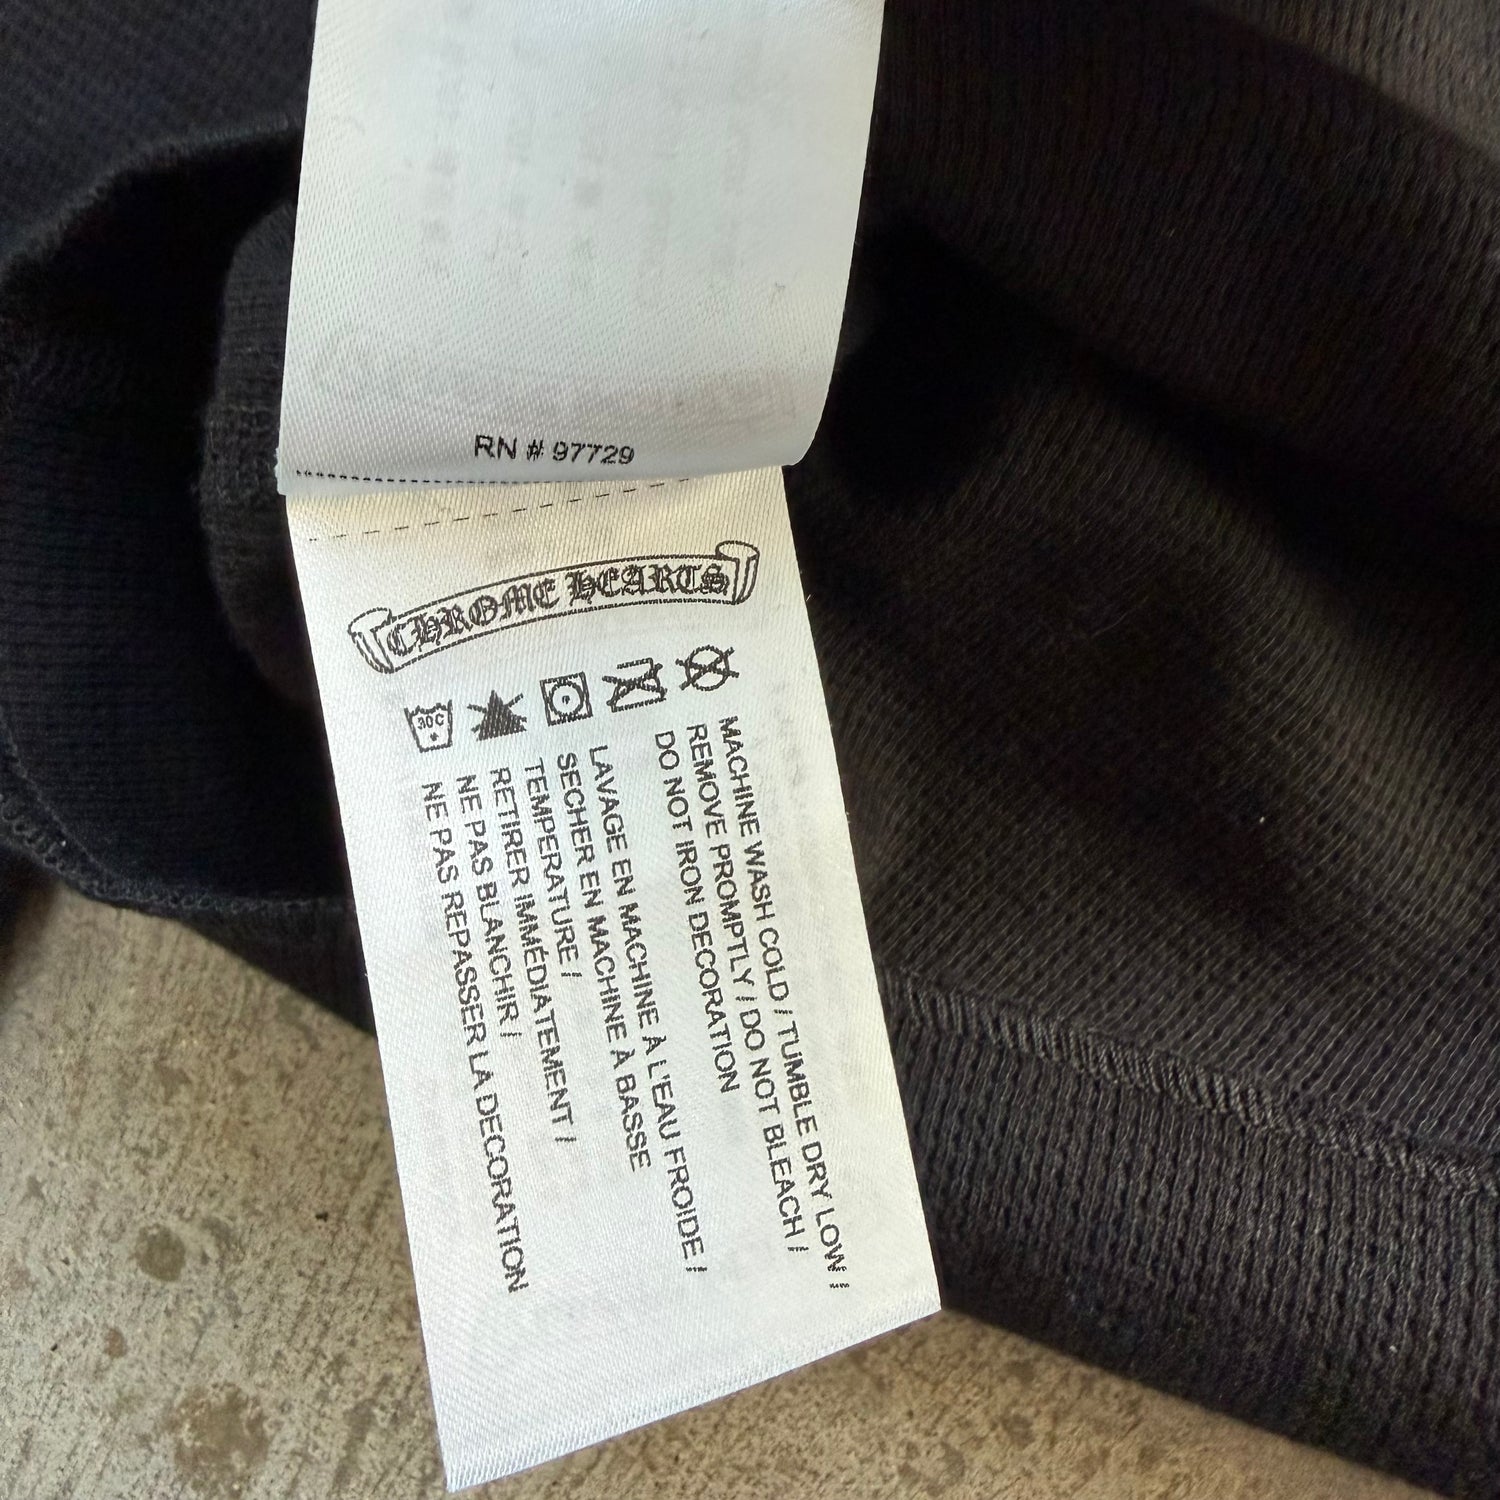 RN # 97729
CHROME HEARTS
30C
MACHINE WASH COLD / TUMBLE DRY LOW /
REMOVE PROMPTLY / DO NOT BLEACH /
DO NOT IRON DECORATION
LAVAGE EN MACHINE À L'EAU FROIDE /
SECHER EN MACHINE À BASSE
TEMPERATURE /
RETIRER IMMÉDIATEMENT /
NE PAS BLANCHIR /
NE PAS REPASSER LA DECORATION